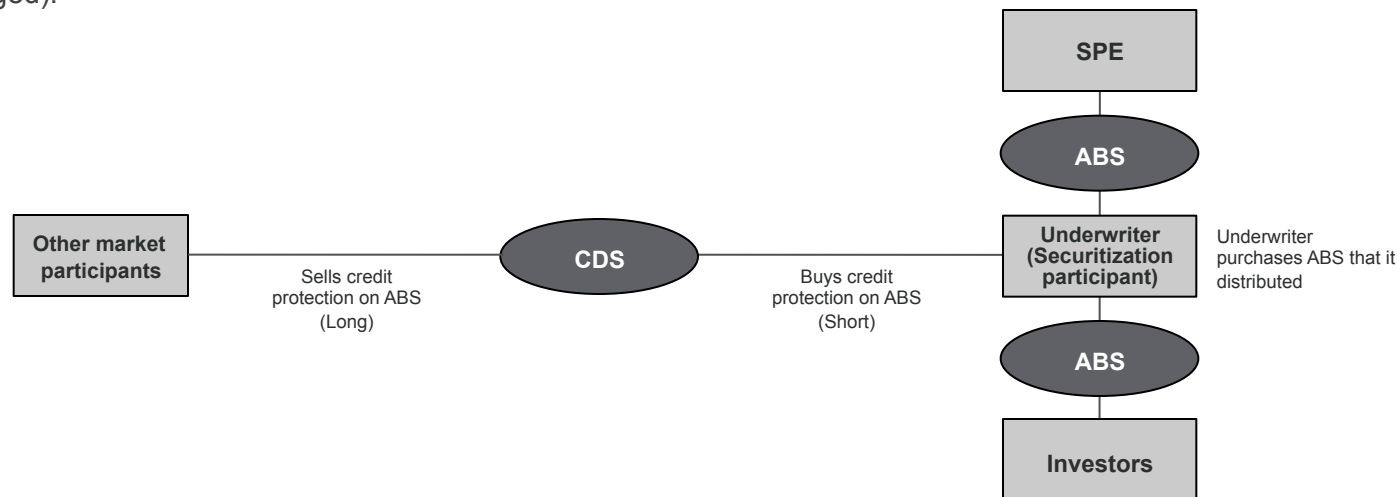 SPE
ABS
Other market
participants
Sells credit
protection on ABS
(Long)
CDS
Buys credit
protection on ABS
(Short)
Underwriter
(Securitization
participant)
Underwriter
purchases ABS that it
distributed
ABS
Investors